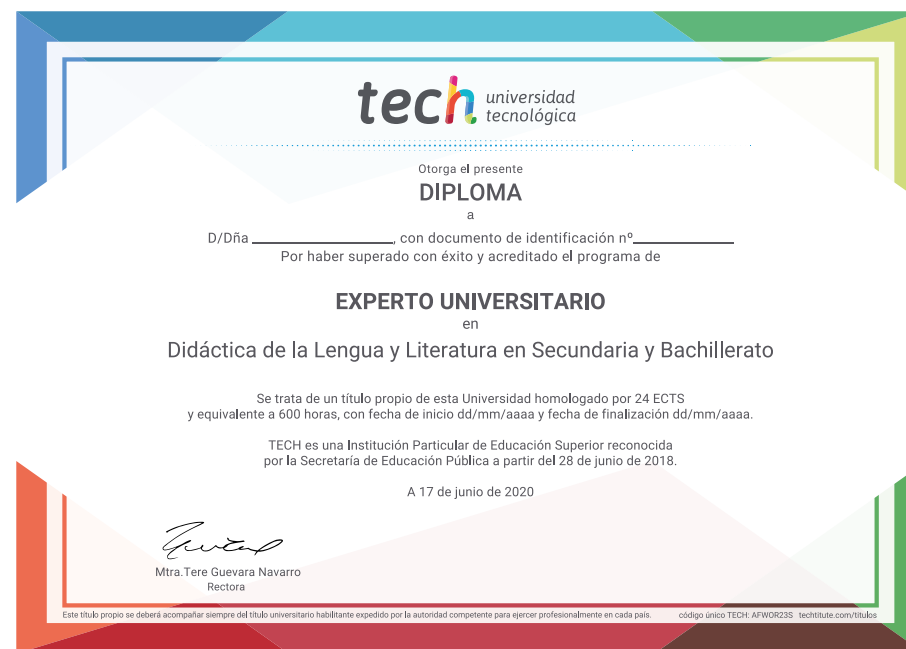 tech universidad
tecnológica
Otorga el presente
DIPLOMA
a
D/Dña ____________, con documento de identificación nº____________
Por haber superado con éxito y acreditado el programa de
EXPERTO UNIVERSITARIO
en
Didáctica de la Lengua y Literatura en Secundaria y Bachillerato
Se trata de un título propio de esta Universidad homologado por 24 ECTS
y equivalente a 600 horas, con fecha de inicio dd/mm/aaaa y fecha de finalización dd/mm/aaaa.
TECH es una Institución Particular de Educación Superior reconocida
por la Secretaría de Educación Pública a partir del 28 de junio de 2018.
A 17 de junio de 2020
Mtra.Tere Guevara Navarro
Rectora
Este título propio se deberá acompañar siempre del título universitario habilitante expedido por la autoridad competente para ejercer profesionalmente en cada país. código único TECH: AFWOR23S techtitute.com/títulos